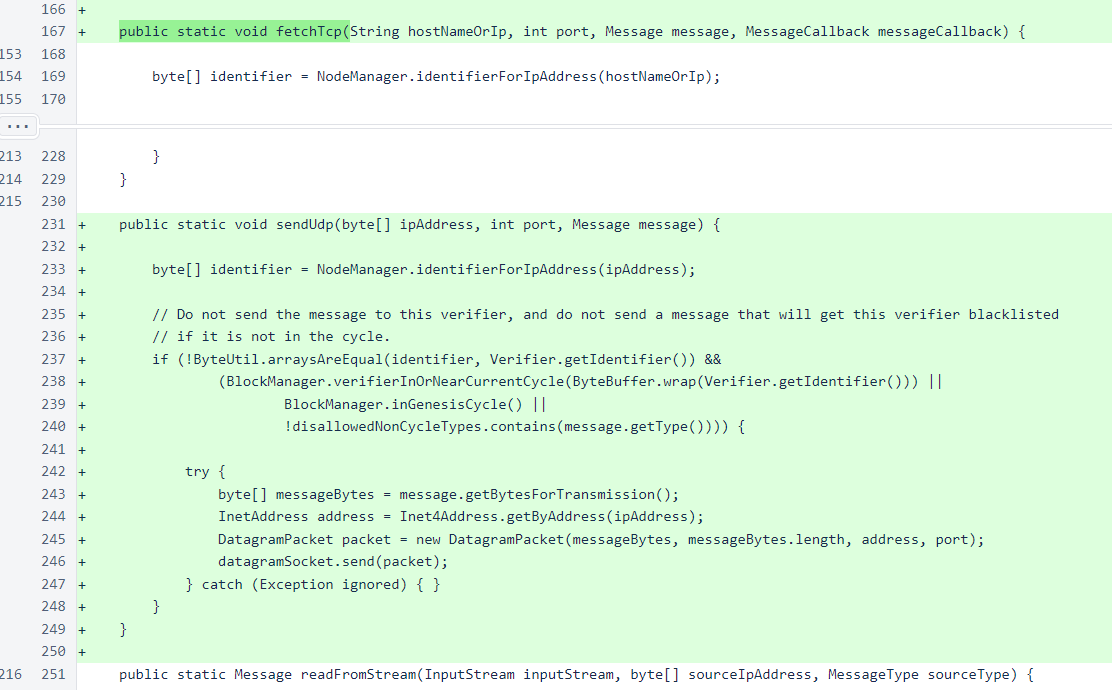 166 +
167 + public static void fetchTcp(String hostNameOrIp, int port, Message message, MessageCallback messageCallback) {
153 168
154 169 byte[] identifier = NodeManager.identifierForIpAddress(hostNameOrIp);
155 170
...
213 228 }
214 229 }
215 230
231 + public static void sendUdp(byte[] ipAddress, int port, Message message) {
232 +
233 + byte[] identifier = NodeManager.identifierForIpAddress(ipAddress);
234 +
235 + // Do not send the message to this verifier, and do not send a message that will get this verifier blacklisted
236 + // if it is not in the cycle.
237 + if (!ByteUtil.arraysAreEqual(identifier, Verifier.getIdentifier()) &&
238 + (BlockManager.verifierInOrNearCurrentCycle(ByteBuffer.wrap(Verifier.getIdentifier())) ||
239 + BlockManager.inGenesisCycle() ||
240 + !disallowedNonCycleTypes.contains(message.getType()))) {
241 +
242 + try {
243 + byte[] messageBytes = message.getBytesForTransmission();
244 + InetAddress address = Inet4Address.getByAddress(ipAddress);
245 + DatagramPacket packet = new DatagramPacket(messageBytes, messageBytes.length, address, port);
246 + datagramSocket.send(packet);
247 + } catch (Exception ignored) { }
248 + }
249 + }
250 +
216 251 public static Message readFromStream(InputStream inputStream, byte[] sourceIpAddress, MessageType sourceType) {